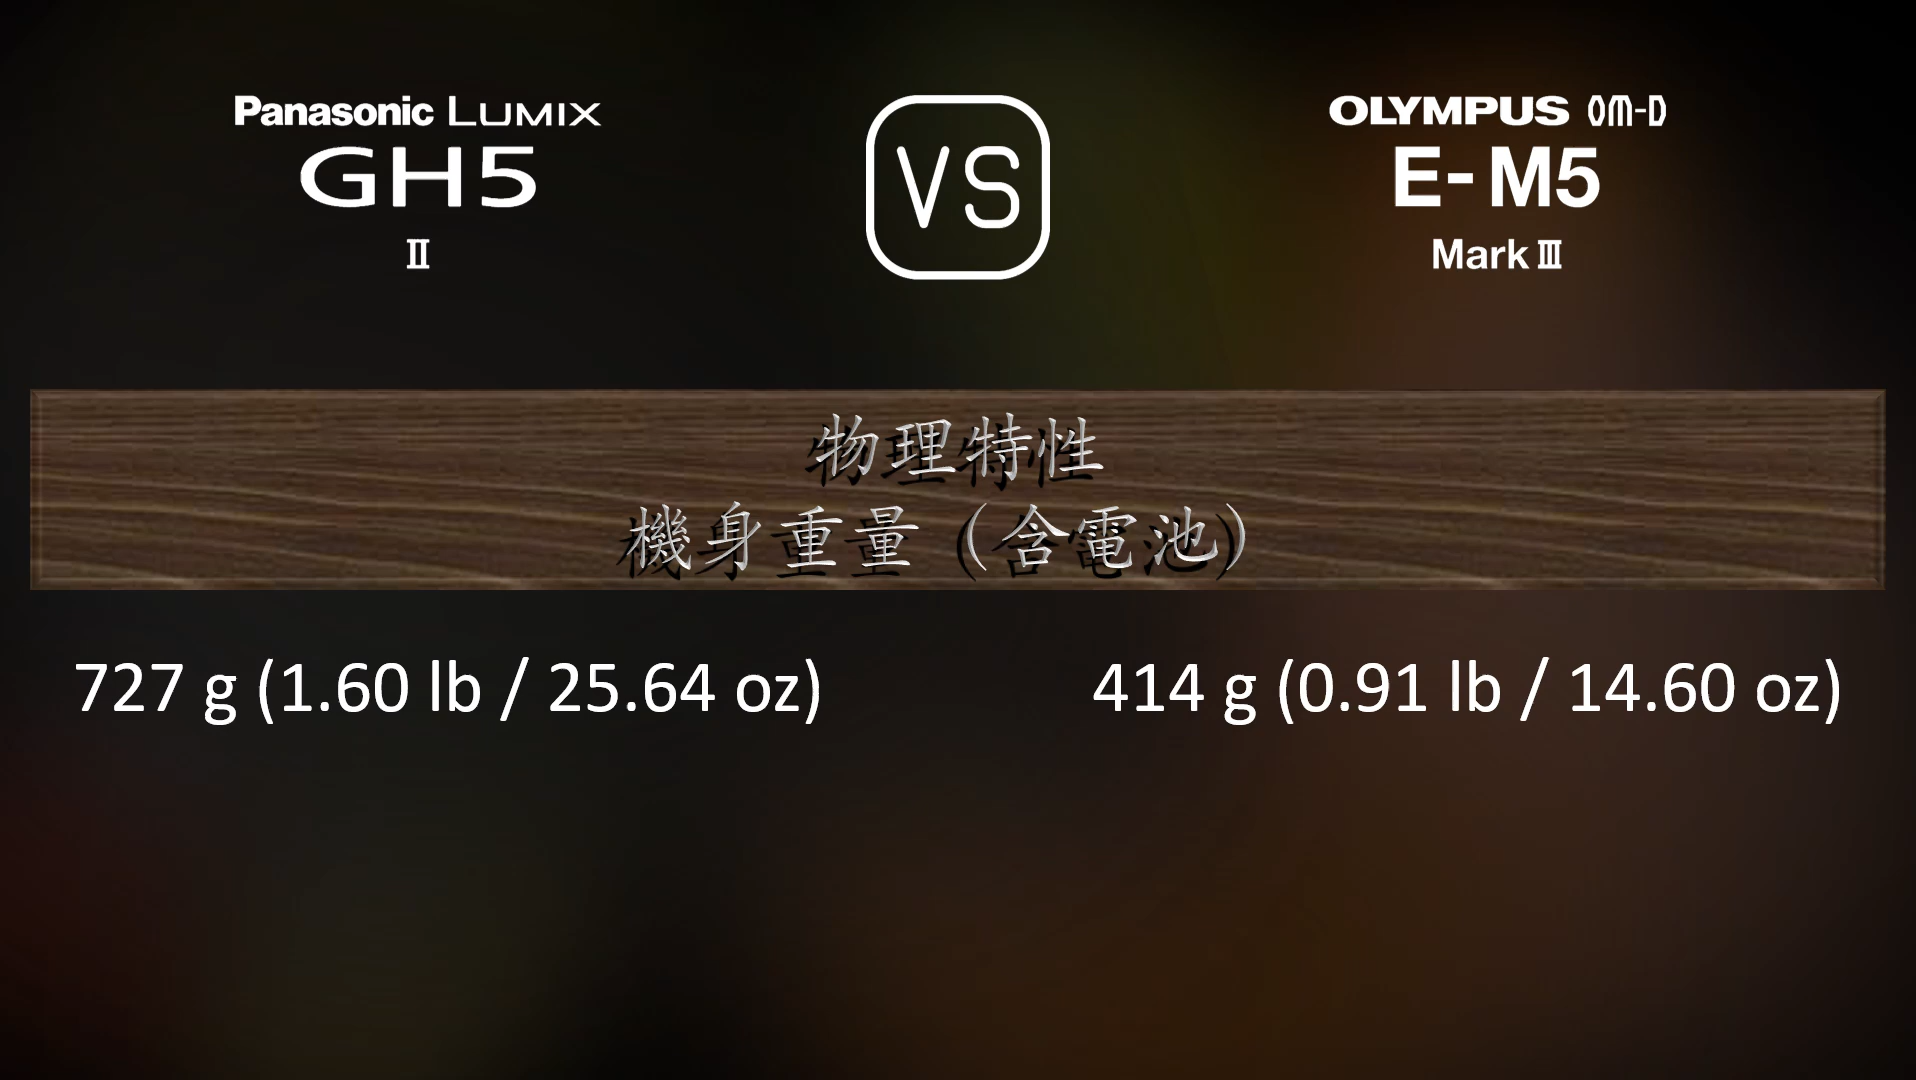 Panasonic LUMIX
GH5
II
VS
OLYMPUS OM-D
E-M5
Mark III
物理特性
機身重量（含電池）
727 g (1.60 lb / 25.64 oz)
414 g (0.91 lb / 14.60 oz)